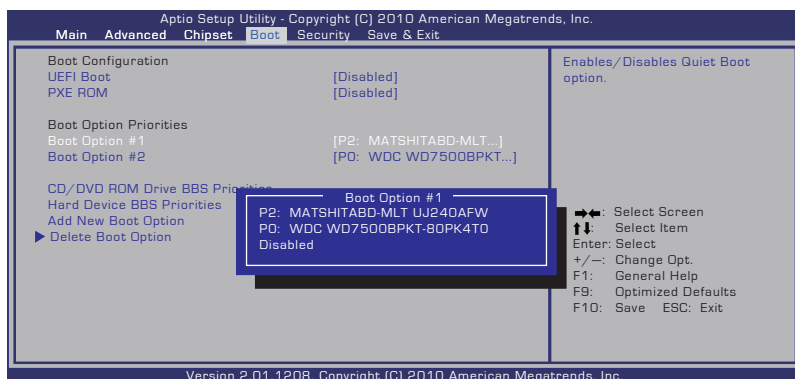 Aptio Setup Utility - Copyright (C) 2010 American Megatrends, Inc.
Main Advanced Chipset Boot Security Save & Exit
Boot Configuration
UEFI Boot [Disabled]
PXE ROM [Disabled]
Boot Option Priorities
Boot Option #1 [P2: MATSHITABD-MLT...]
Boot Option #2 [P0: WDC WD7500BPKT...]
CD/DVD ROM Drive BBS Priorities
Hard Device BBS Priorities
Add New Boot Option
Delete Boot Option
Boot Option #1
P2: MATSHITABD-MLT UJ240AFW
P0: WDC WD7500BPKT-80PK4T0
Disabled
Enables/Disables Quiet Boot
option.
: Select Screen
: Select Item
Enter: Select
+/—: Change Opt.
F1: General Help
F9: Optimized Defaults
F10: Save ESC: Exit
Version 2.01.1208. Copyright (C) 2010 American Megatrends, Inc.